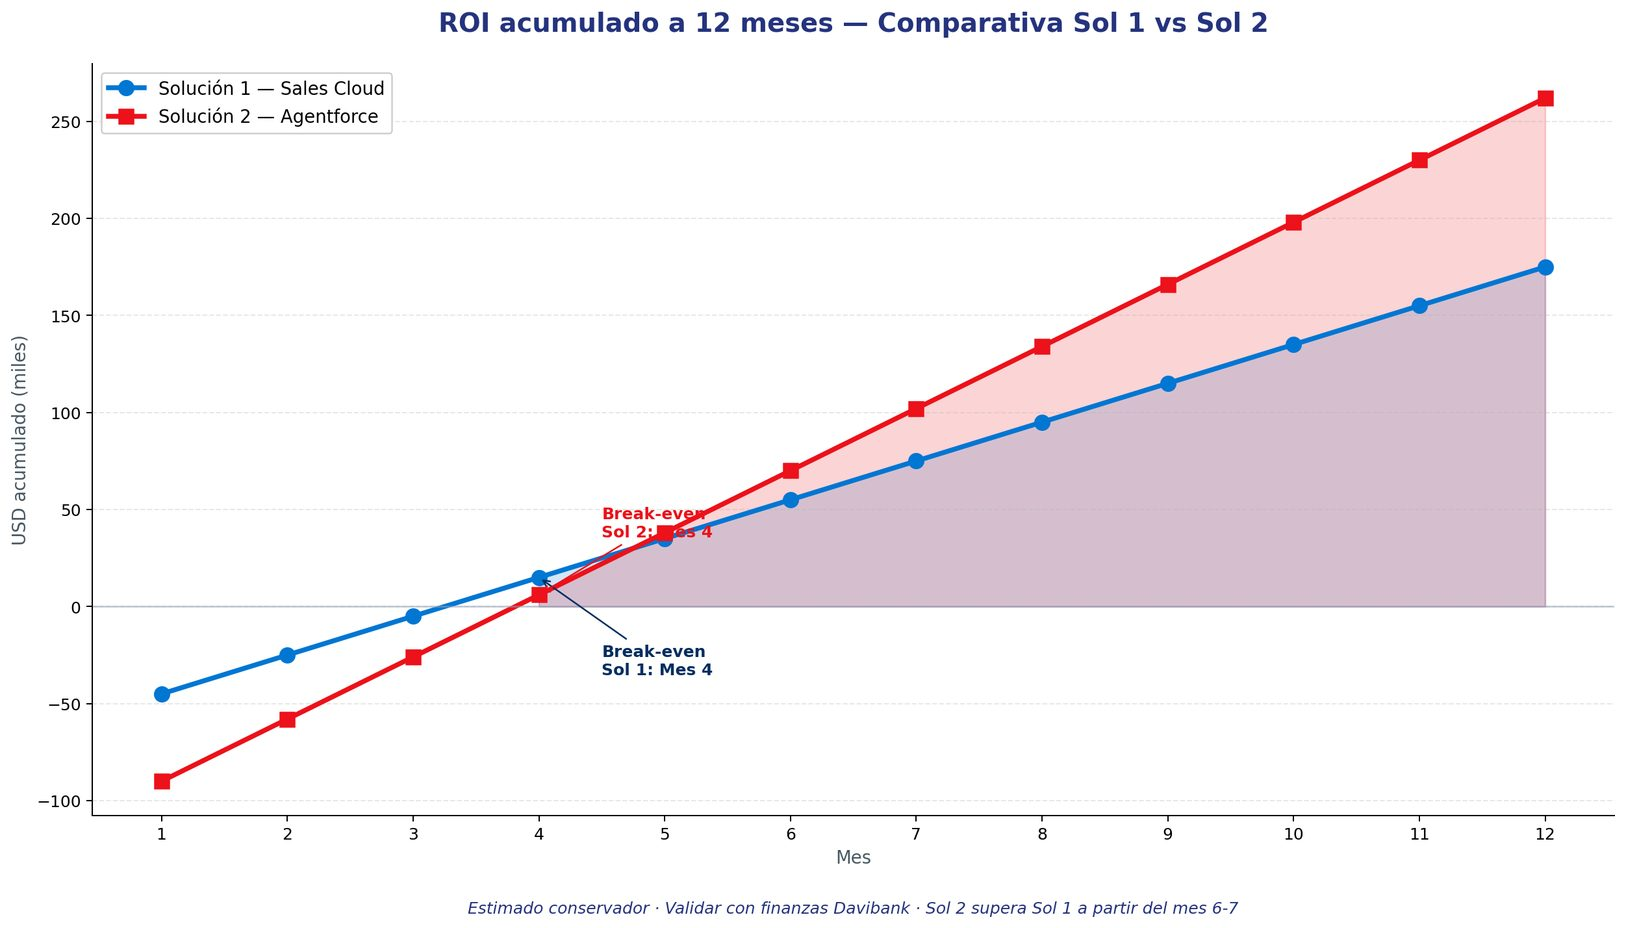 ROI acumulado a 12 meses — Comparativa Sol 1 vs Sol 2
Solución 1 — Sales Cloud
Solución 2 — Agentforce
USD acumulado (miles)
250
200
150
100
50
0
−50
−100
Break-even
Sol 2: Mes 4
Break-even
Sol 1: Mes 4
1 2 3 4 5 6 7 8 9 10 11 12
Mes
Estimado conservador · Validar con finanzas Davibank · Sol 2 supera Sol 1 a partir del mes 6-7